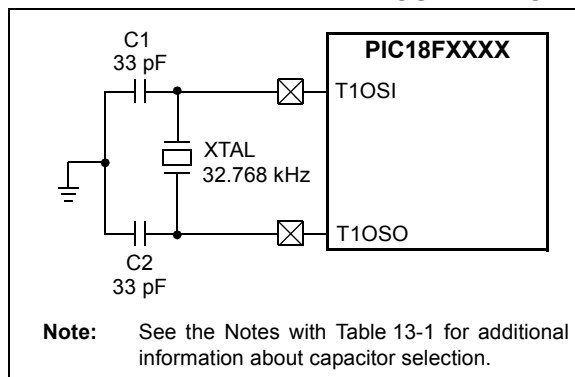 C1
33 pF
PIC18FXXXX
T1OSI
XTAL
32.768 kHz
T1OSO
C2
33 pF
Note: See the Notes with Table 13-1 for additional
information about capacitor selection.